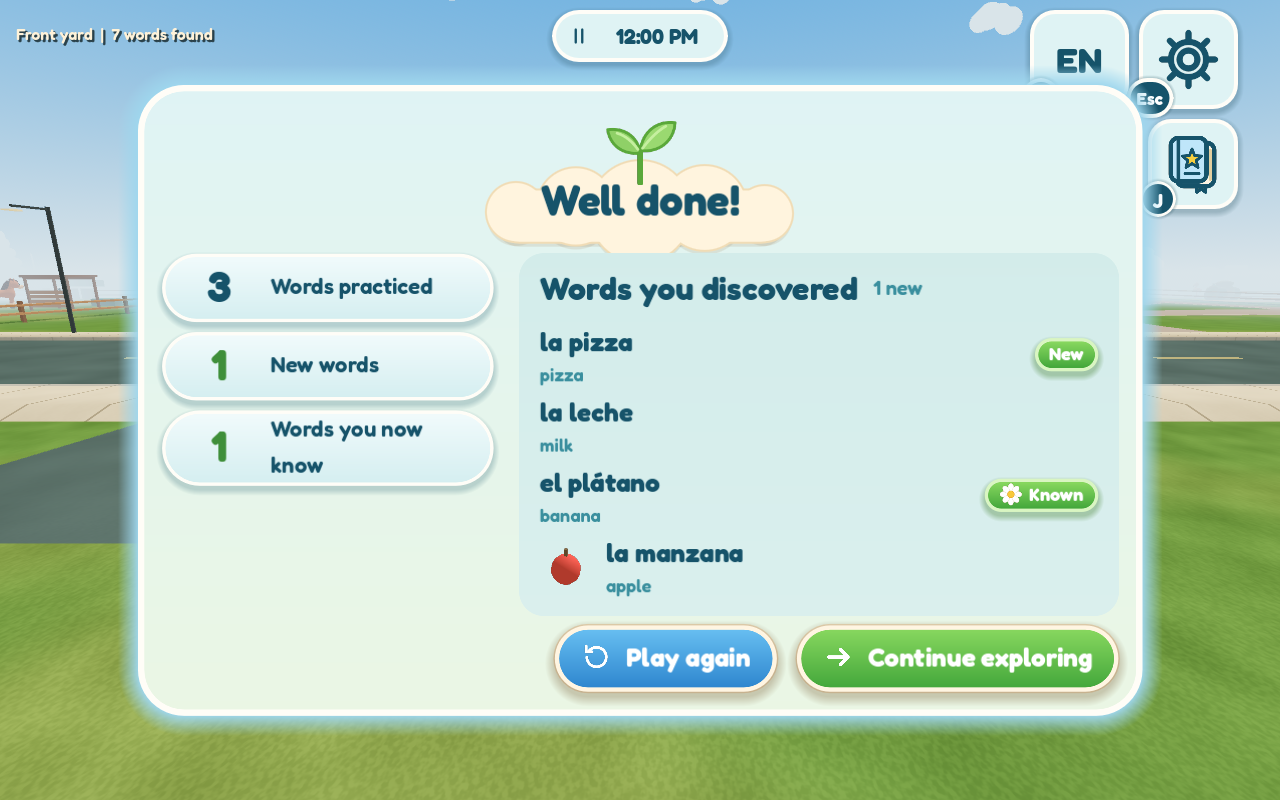 Front yard | 7 words found
12:00 PM
EN
Esc
J
Well done!
3 Words practiced
1 New words
1 Words you now
know
Words you discovered 1 new
la pizza
pizza
New
la leche
milk
el plátano
banana
Known
la manzana
apple
Play again
Continue exploring